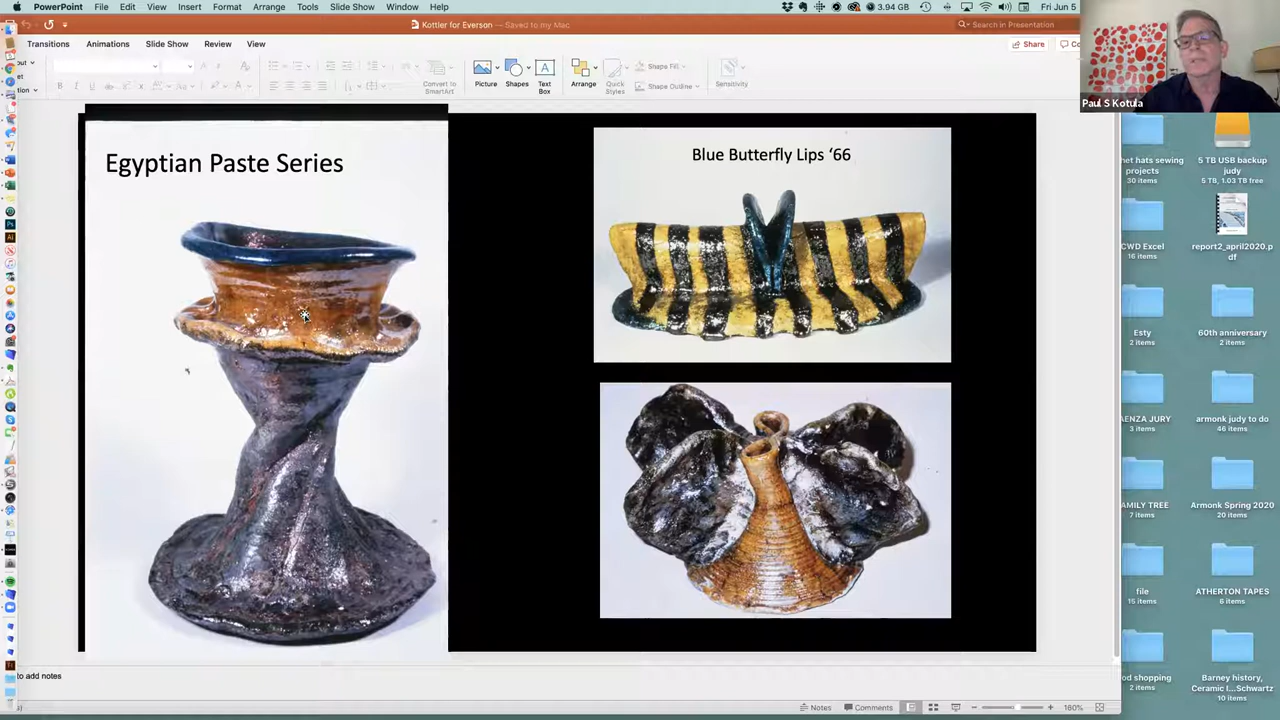 PowerPoint File Edit View Insert Format Arrange Tools Slide Show Window Help 3.94 GB Fri Jun 5
Kottler for Everson — Saved to my Mac
Search in Presentation
Transitions Animations Slide Show Review View
Share
Convert to
SmartArt
Picture
Shapes
Text
Box
Arrange
Quick
Styles
Shape Fill
Shape Outline
Sensitivity
Paul S Kotula
Egyptian Paste Series
Blue Butterfly Lips ‘66
het hats sewing
projects
30 items
5 TB USB backup
judy
5 TB, 1.03 TB free
CWD Excel
16 items
report2_april2020.p
df
Esty
2 items
60th anniversary
2 items
AENZA JURY
3 items
armonk judy to do
46 items
AMILY TREE
7 items
Armonk Spring 2020
20 items
file
15 items
ATHERTON TAPES
6 items
od shopping
2 items
Barney history,
Ceramic I...Schwartz
10 items
to add notes
Notes
Comments
160%